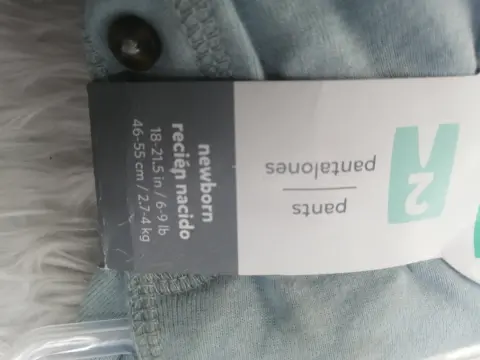 newborn
recién nacido
18-21.5 in / 6-9 lb
46-55 cm / 2.7-4 kg
2
pants
pantalones